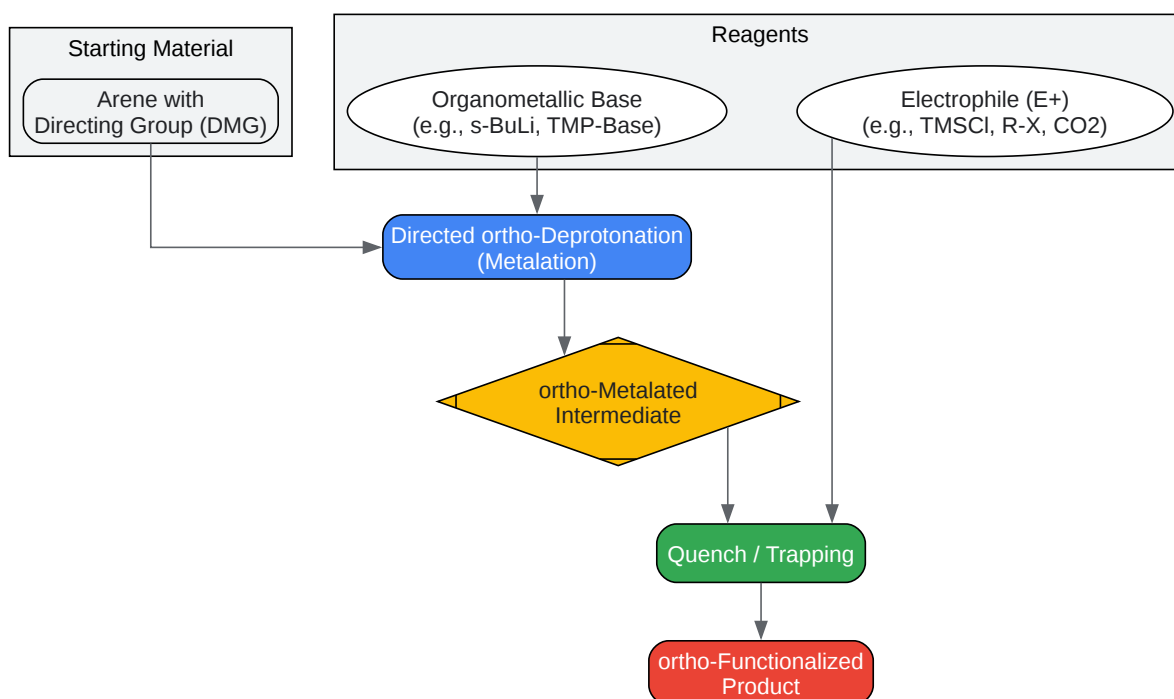 Starting Material
Arene with
Directing Group (DMG)
Reagents
Organometallic Base
(e.g., s-BuLi, TMP-Base)
Electrophile (E+)
(e.g., TMSCl, R-X, CO2)
Directed ortho-Deprotonation
(Metalation)
ortho-Metalated
Intermediate
Quench / Trapping
ortho-Functionalized
Product